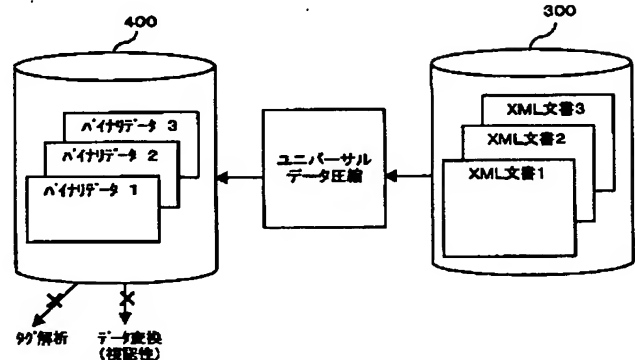 400
300
ﾊﾞｲﾅﾘﾃﾞｰﾀ 3
ﾊﾞｲﾅﾘﾃﾞｰﾀ 2
ﾊﾞｲﾅﾘﾃﾞｰﾀ 1
ユニバーサル
データ圧縮
XML文書3
XML文書2
XML文書1
ﾀｸﾞ解析
ﾃﾞｰﾀ変換
(視認性)